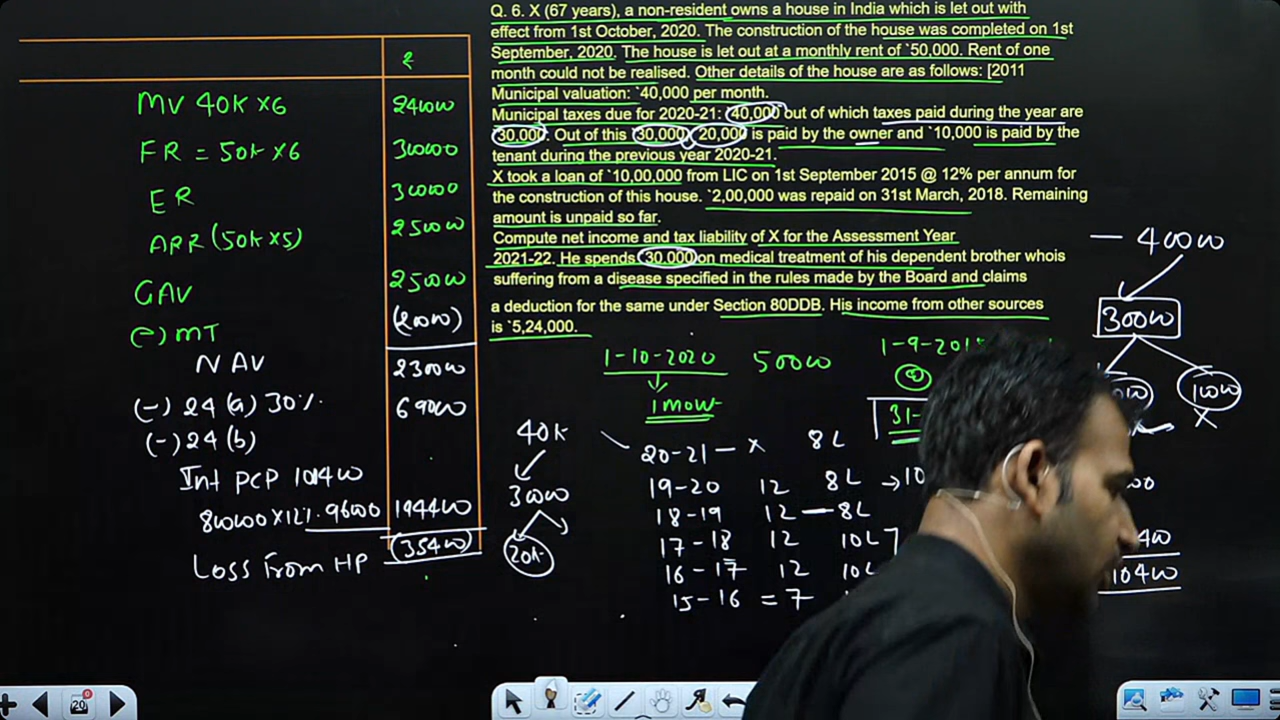 Q. 6. X (67 years), a non-resident owns a house in India which is let out with
effect from 1st October, 2020. The construction of the house was completed on 1st
September, 2020. The house is let out at a monthly rent of `50,000. Rent of one
month could not be realised. Other details of the house are as follows: [2011
Municipal valuation: `40,000 per month.
Municipal taxes due for 2020-21: `40,000 out of which taxes paid during the year are
`30,000. Out of this `30,000, `20,000 is paid by the owner and `10,000 is paid by the
tenant during the previous year 2020-21.
X took a loan of `10,00,000 from LIC on 1st September 2015 @ 12% per annum for
the construction of this house. `2,00,000 was repaid on 31st March, 2018. Remaining
amount is unpaid so far.
Compute net income and tax liability of X for the Assessment Year
2021-22. He spends `30,000 on medical treatment of his dependent brother whois
suffering from a disease specified in the rules made by the Board and claims
a deduction for the same under Section 80DDB. His income from other sources
is `5,24,000.
₹
MV 40K ×6 240000
FR = 50K ×6 300000
ER 300000
ARR (50K×5) 250000
GAV 250000
(-) MT (20000)
NAV 230000
(-) 24 (a) 30%. 69000
(-) 24 (b)
Int PCP 101400
800000×12%. 96000 194400
Loss from HP (35400)
40K
30000
20K
1-10-2020 50000
1 mon
20-21 — × 8L
19-20 12 8L
18-19 12 — 8L
17-18 12 10L
16-17 12 10L
15-16 = 7
1-9-201
31-
— 40000
30000
10000
×